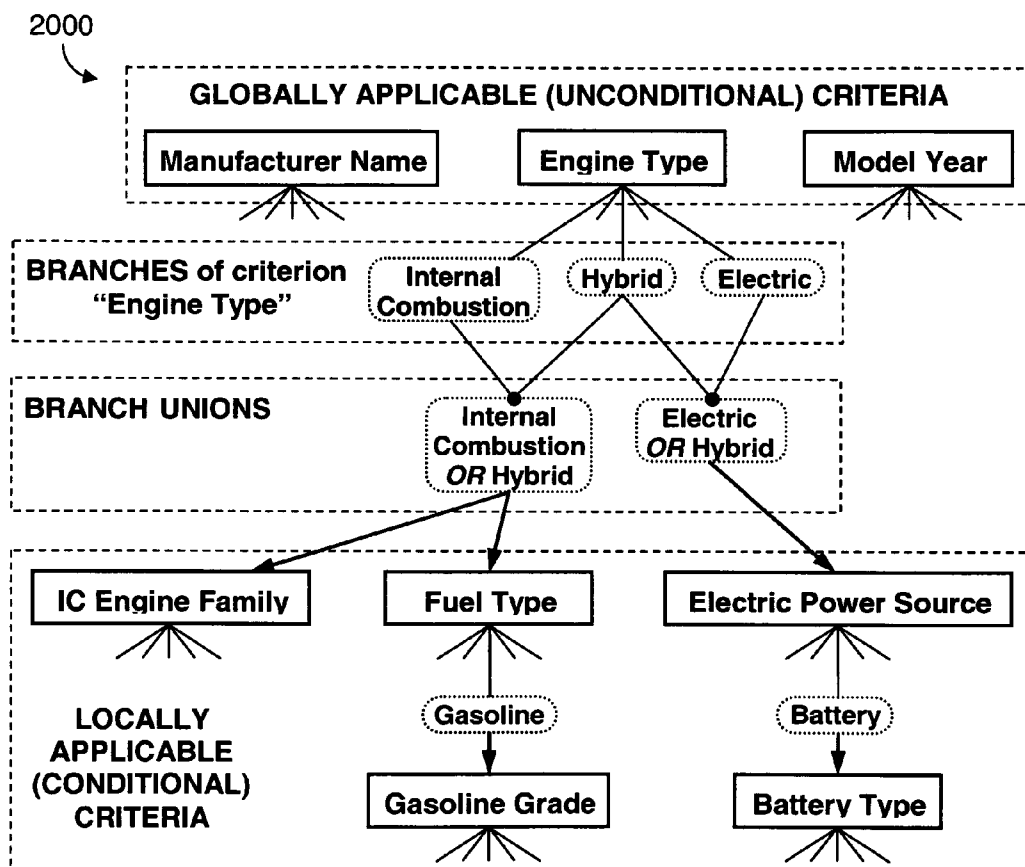 2000
GLOBALLY APPLICABLE (UNCONDITIONAL) CRITERIA
Manufacturer Name
Engine Type
Model Year
BRANCHES of criterion
“Engine Type”
Internal
Combustion
Hybrid
Electric
BRANCH UNIONS
Internal
Combustion
OR Hybrid
Electric
OR Hybrid
IC Engine Family
Fuel Type
Electric Power Source
LOCALLY
APPLICABLE
(CONDITIONAL)
CRITERIA
Gasoline
Battery
Gasoline Grade
Battery Type